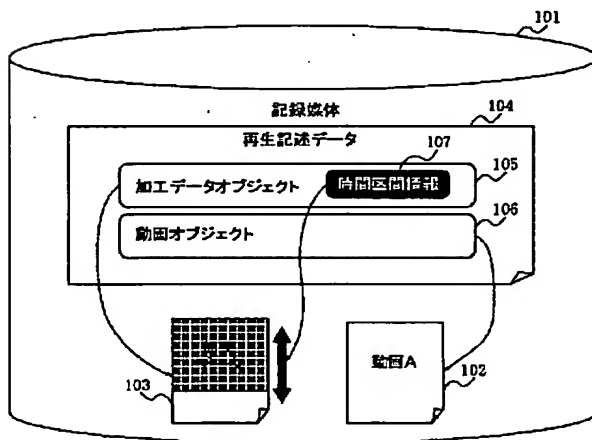 101
記録媒体
104
再生記述データ
107
加工データオブジェクト
時間区間情報
105
動画オブジェクト
106
103
動画A
102